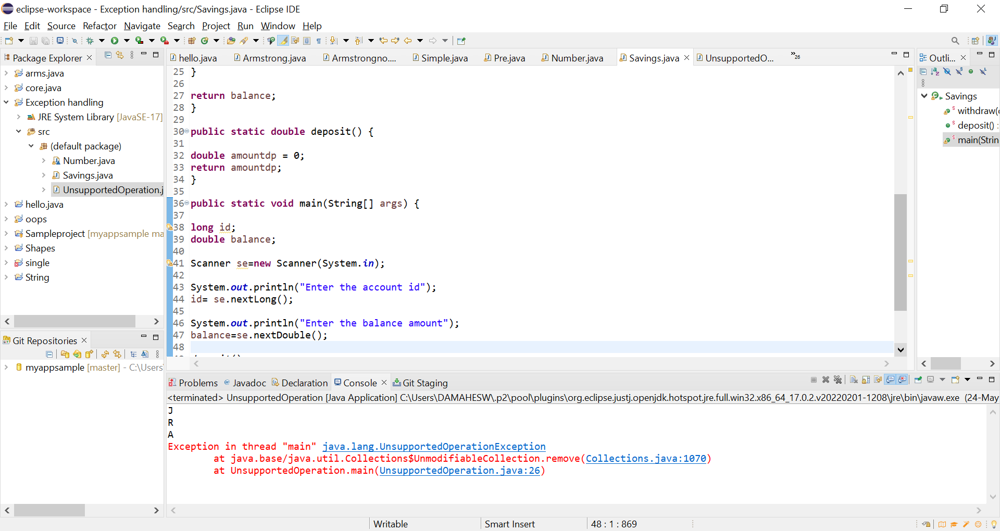 eclipse-workspace - Exception handling/src/Savings.java - Eclipse IDE
File Edit Source Refactor Navigate Search Project Run Window Help
Package Explorer
arms.java
core.java
Exception handling
JRE System Library [JavaSE-17]
src
(default package)
Number.java
Savings.java
UnsupportedOperation.j
hello.java
oops
Sampleproject [myappsample ma
Shapes
single
String
Git Repositories
myappsample [master] - C:\Users
hello.java Armstrong.java Armstrongno.... Simple.java Pre.java Number.java Savings.java UnsupportedO... »26
25 }
26
27 return balance;
28 }
29
30 public static double deposit() {
31
32 double amountdp = 0;
33 return amountdp;
34 }
35
36 public static void main(String[] args) {
37
38 long id;
39 double balance;
40
41 Scanner se=new Scanner(System.in);
42
43 System.out.println("Enter the account id");
44 id= se.nextLong();
45
46 System.out.println("Enter the balance amount");
47 balance=se.nextDouble();
48
Outli...
Savings
withdraw(
deposit() :
main(Strin
Problems @ Javadoc Declaration Console Git Staging
<terminated> UnsupportedOperation [Java Application] C:\Users\DAMAHESW\.p2\pool\plugins\org.eclipse.justj.openjdk.hotspot.jre.full.win32.x86_64_17.0.2.v20220201-1208\jre\bin\javaw.exe (24-May
J
R
A
Exception in thread "main" java.lang.UnsupportedOperationException
at java.base/java.util.Collections$UnmodifiableCollection.remove(Collections.java:1070)
at UnsupportedOperation.main(UnsupportedOperation.java:26)
Writable Smart Insert 48 : 1 : 869